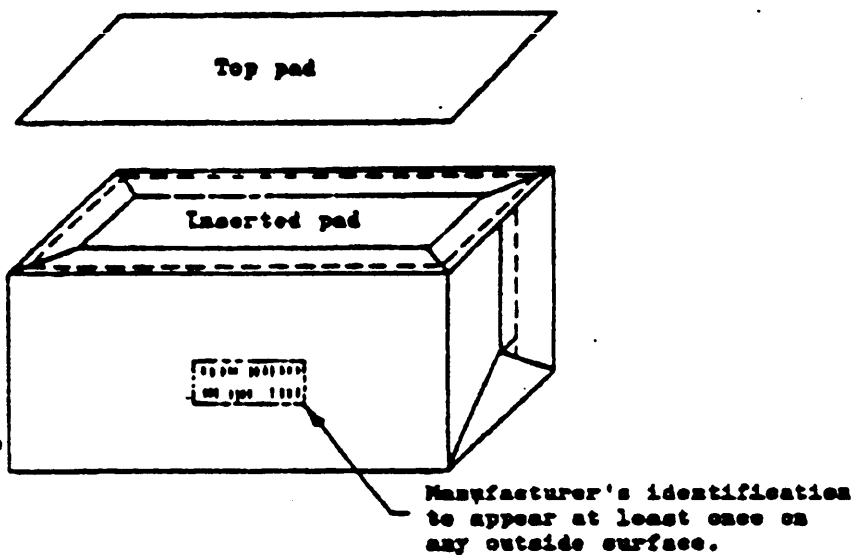 Top pad
Inserted pad
Manufacturer's identification
to appear at least once on
any outside surface.